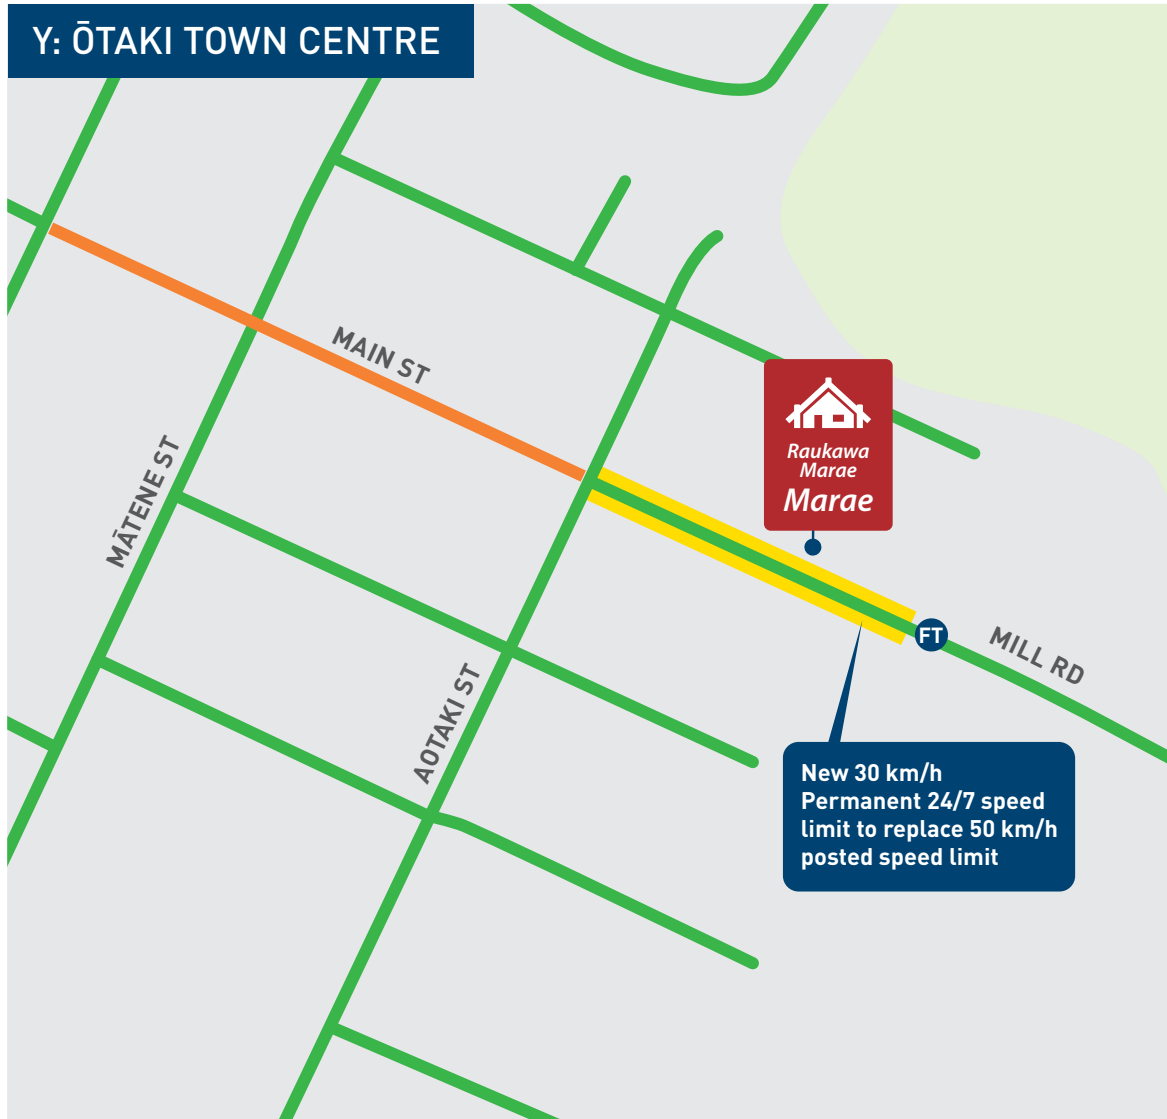 Y: ŌTAKI TOWN CENTRE
MAIN ST
Raukawa
Marae
Marae
MĀTENE ST
FT
MILL RD
AOTAKI ST
New 30 km/h
Permanent 24/7 speed
limit to replace 50 km/h
posted speed limit